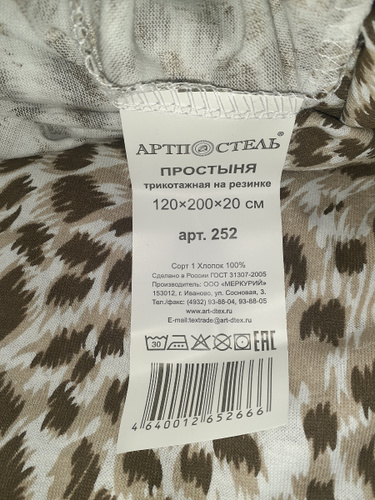 АРТПОСТЕЛЬ®
ПРОСТЫНЯ
трикотажная на резинке
120×200×20 см
арт. 252
Сорт 1 Хлопок 100%
Сделано в России ГОСТ 31307-2005
Производитель: ООО «МЕРКУРИЙ»
153012, г. Иваново, ул. Сосновая, 3.
Тел./факс: (4932) 93-88-04, 93-88-05
www.art-dtex.ru
E-mail:textrade@art-dtex.ru
30 EAC
4640012652666